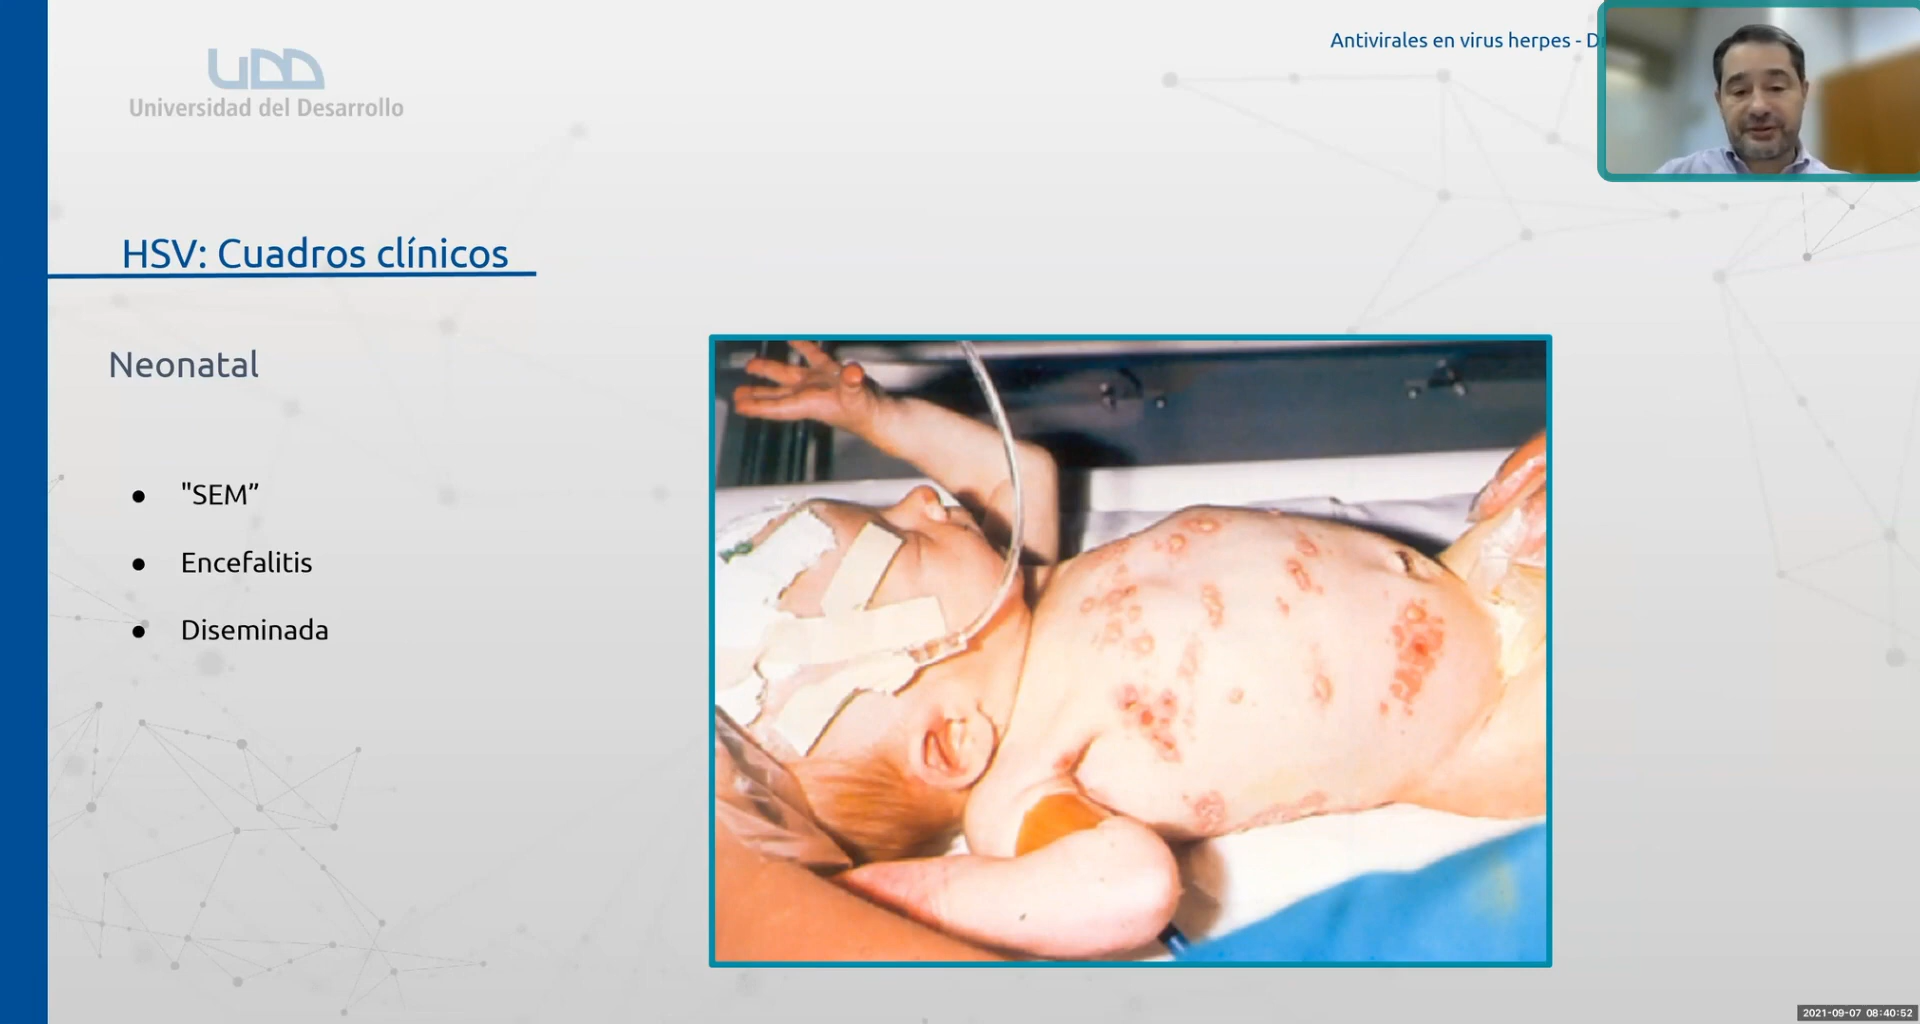 Antivirales en virus herpes - D
UDD
Universidad del Desarrollo
HSV: Cuadros clínicos
Neonatal
● "SEM”
● Encefalitis
● Diseminada
2021-09-07 08:40:52